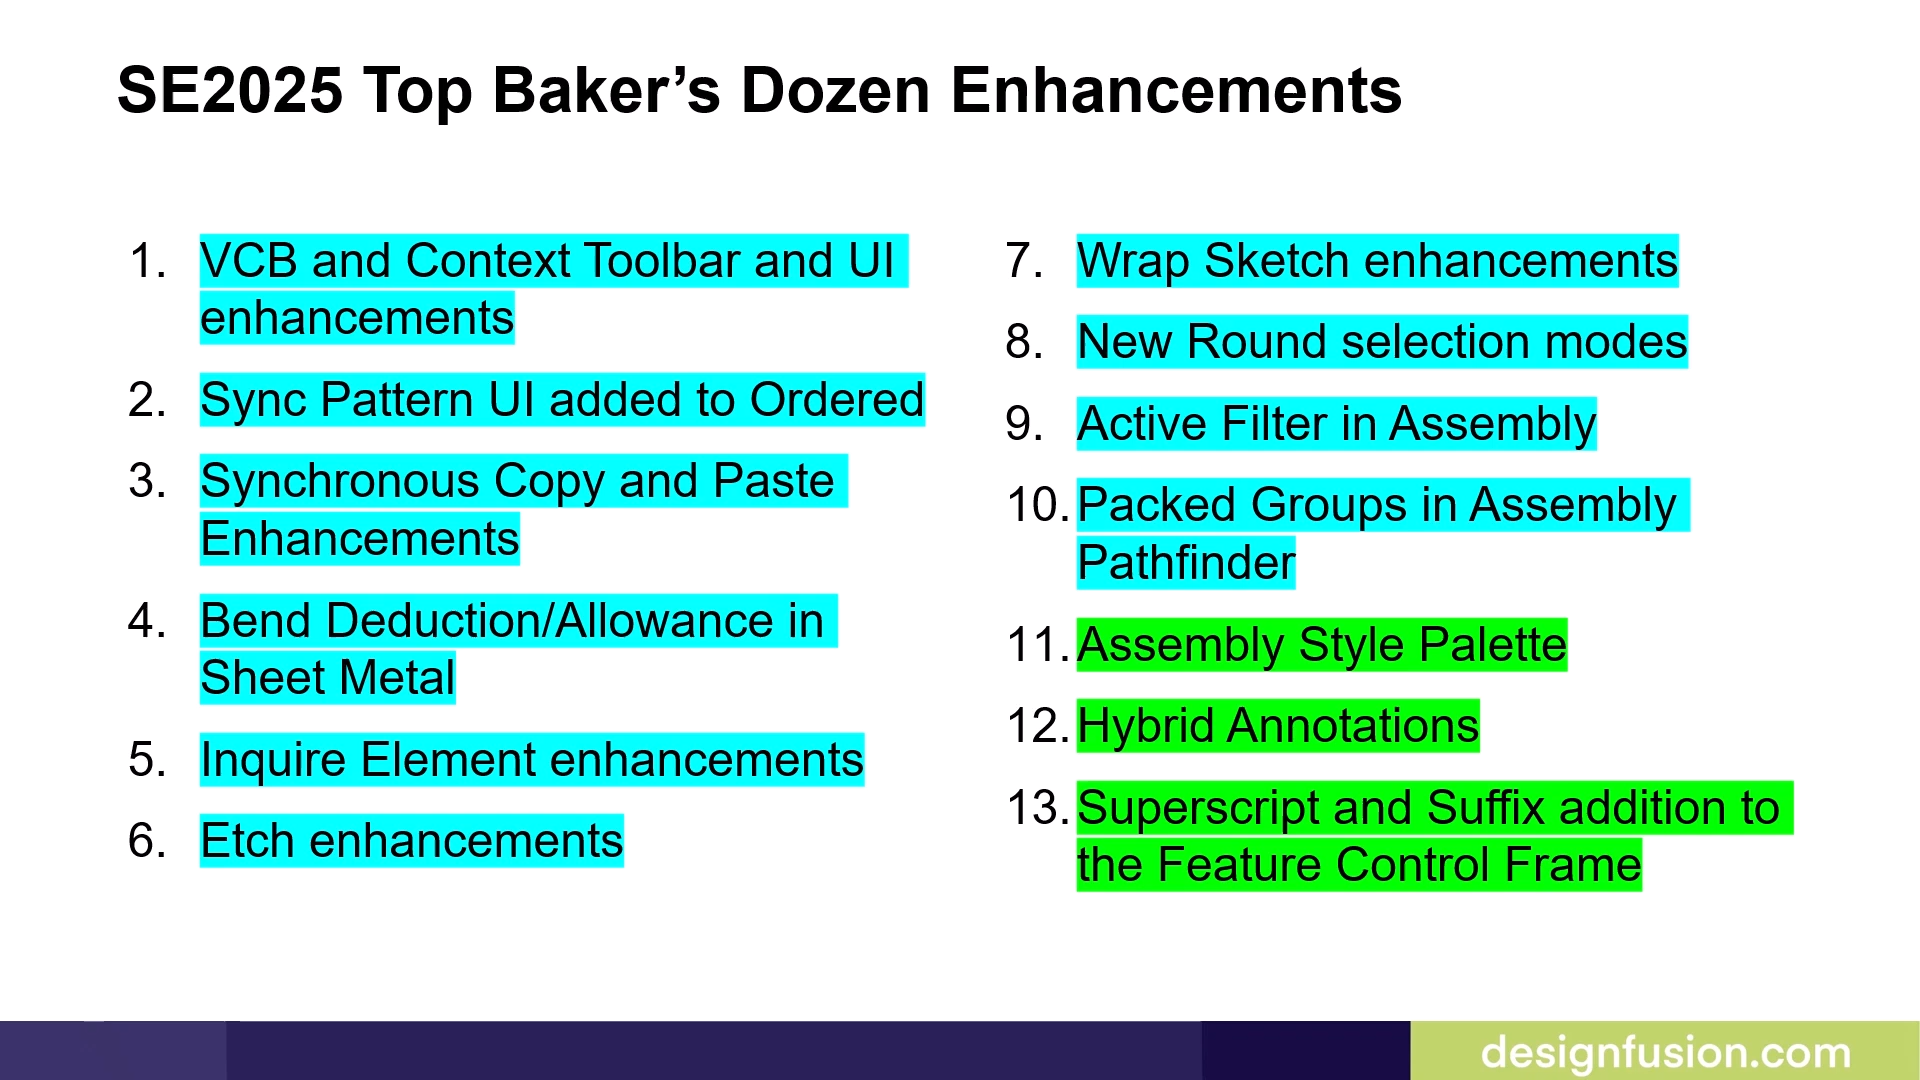 SE2025 Top Baker’s Dozen Enhancements
1. VCB and Context Toolbar and UI
enhancements
2. Sync Pattern UI added to Ordered
3. Synchronous Copy and Paste
Enhancements
4. Bend Deduction/Allowance in
Sheet Metal
5. Inquire Element enhancements
6. Etch enhancements
7. Wrap Sketch enhancements
8. New Round selection modes
9. Active Filter in Assembly
10. Packed Groups in Assembly
Pathfinder
11. Assembly Style Palette
12. Hybrid Annotations
13. Superscript and Suffix addition to
the Feature Control Frame
designfusion.com